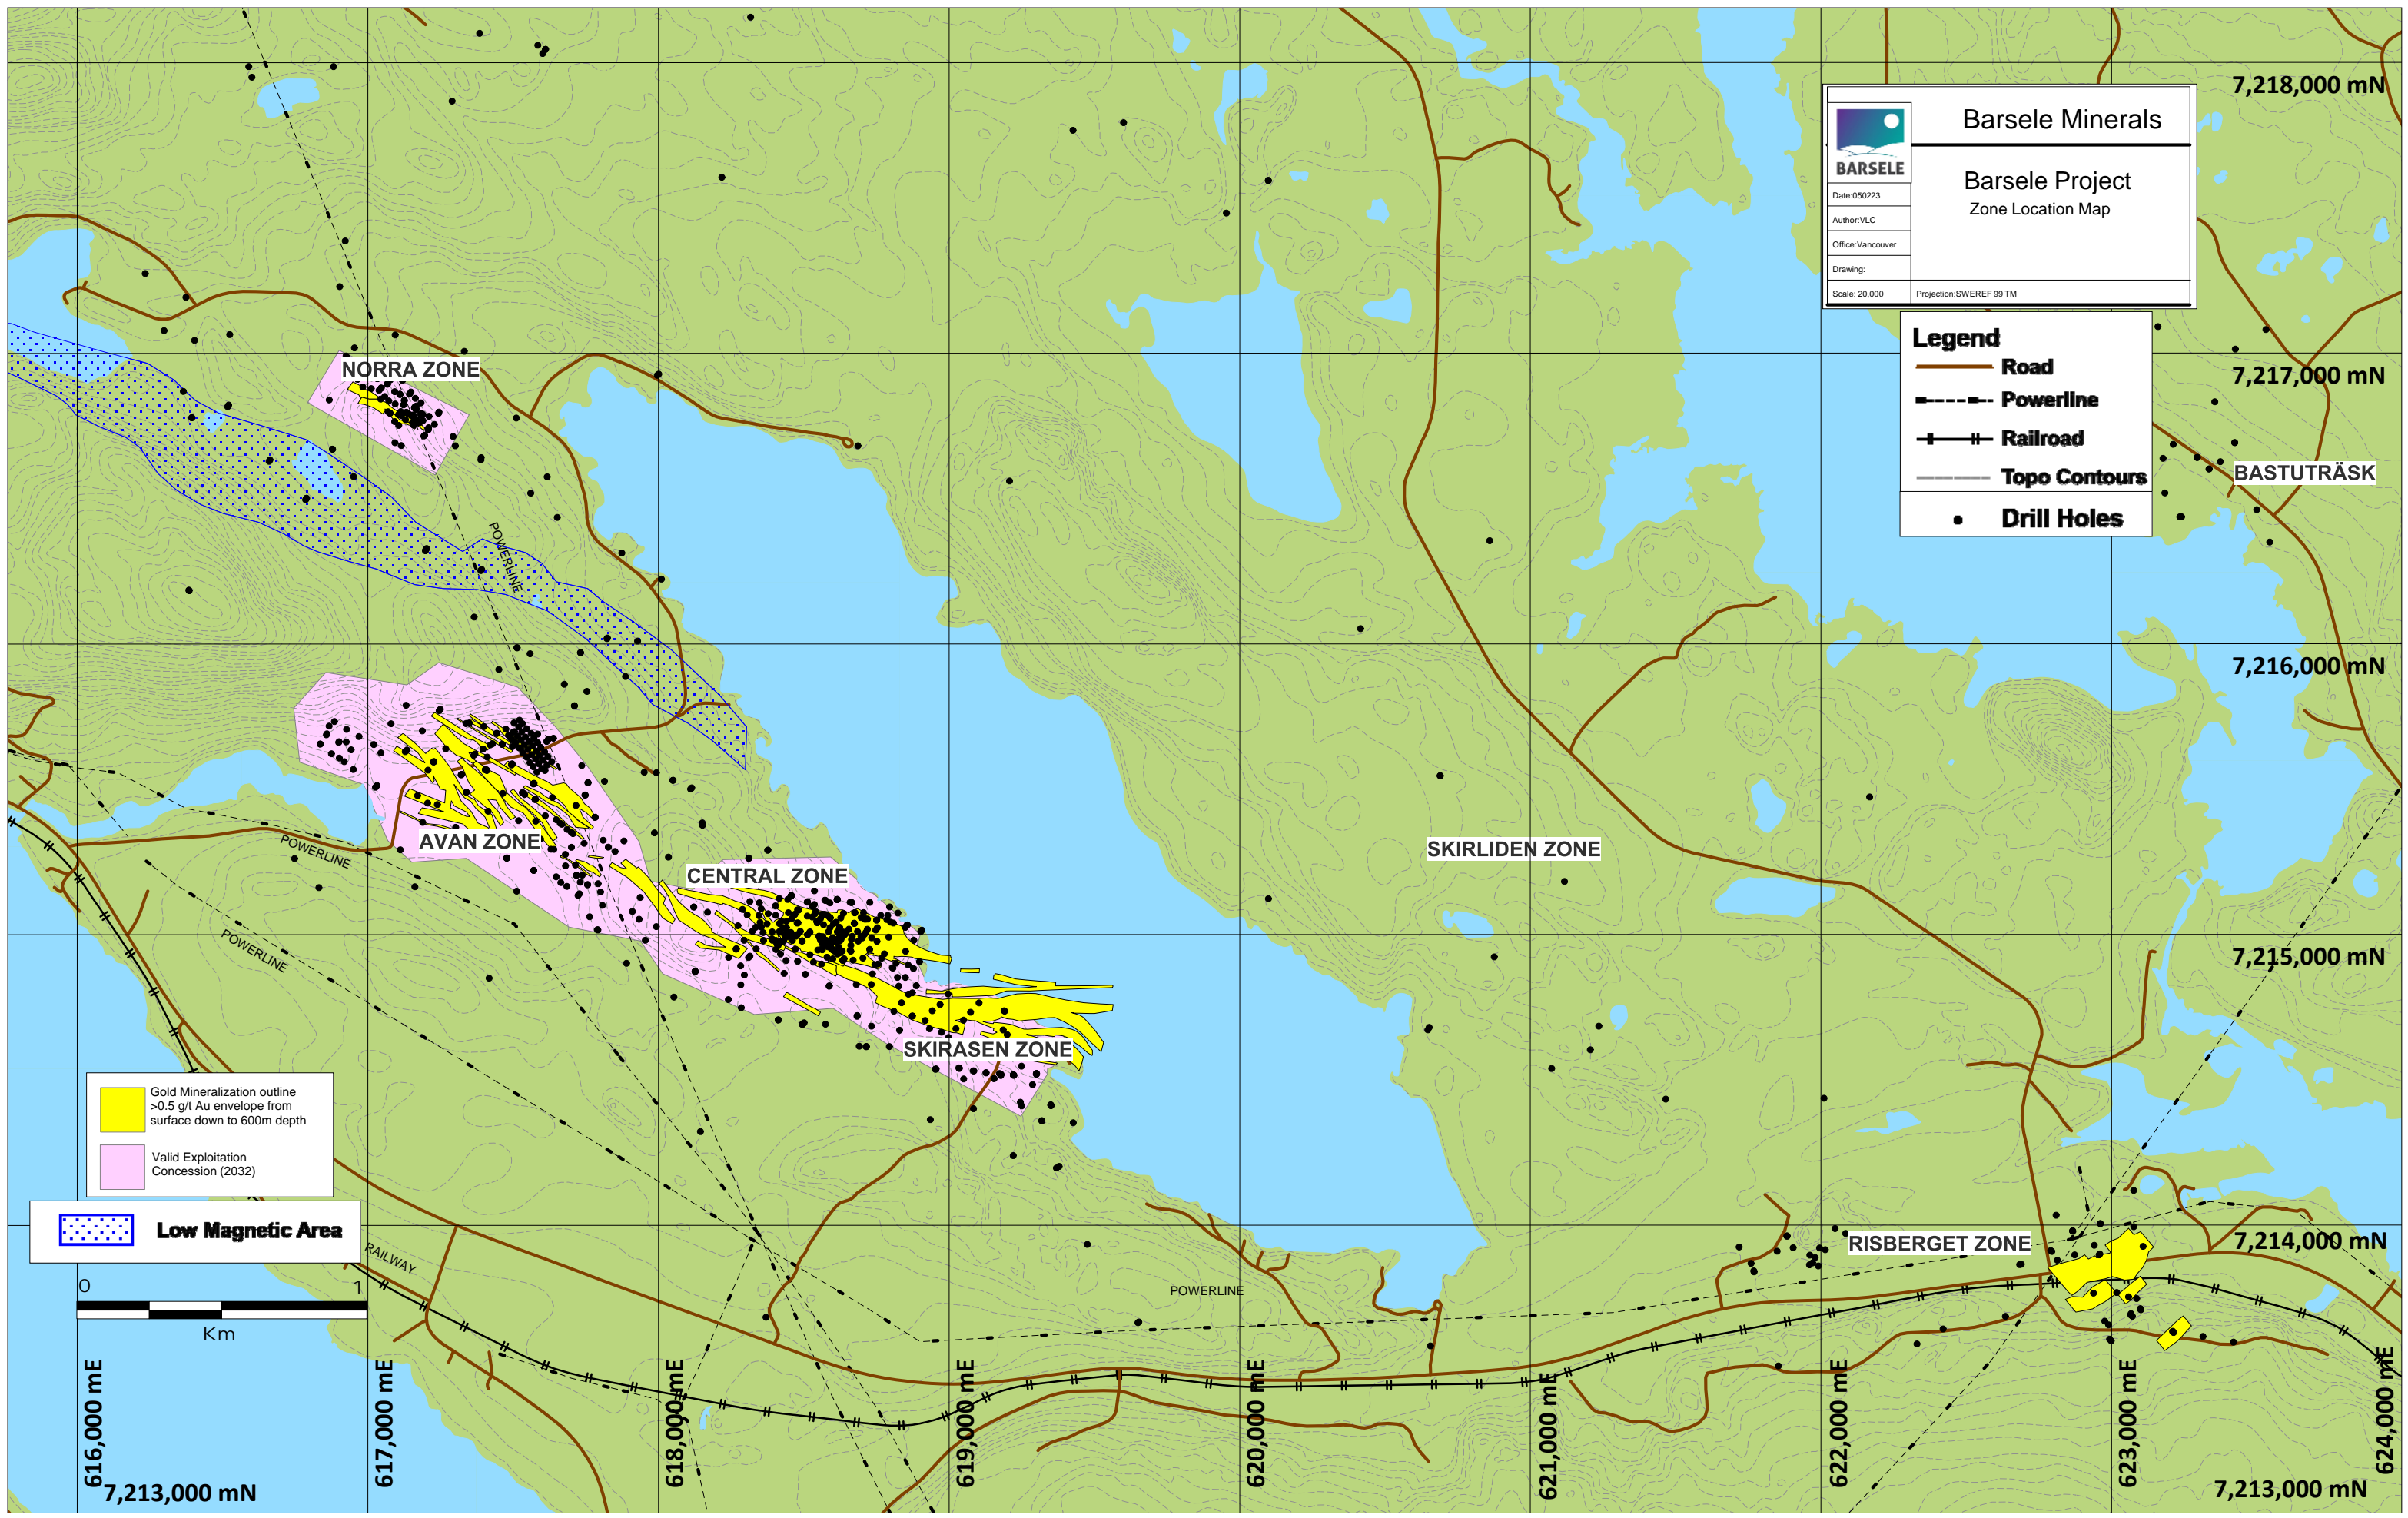 7,218,000 mN
Barsele Minerals
BARSELE
Barsele Project
Zone Location Map
Date:050223
Author:VLC
Office:Vancouver
Drawing:
Scale: 20,000
Projection:SWEREF 99 TM
Legend
Road
Powerline
Railroad
Topo Contours
Drill Holes
7,217,000 mN
NORRA ZONE
BASTUTRÄSK
POWERLINE
7,216,000 mN
AVAN ZONE
POWERLINE
SKIRLIDEN ZONE
CENTRAL ZONE
POWERLINE
7,215,000 mN
SKIRASEN ZONE
Gold Mineralization outline
>0.5 g/t Au envelope from
surface down to 600m depth
Valid Exploitation
Concession (2032)
Low Magnetic Area
RAILWAY
RISBERGET ZONE
7,214,000 mN
POWERLINE
0 1
Km
616,000 mE
617,000 mE
618,000 mE
619,000 mE
620,000 mE
621,000 mE
622,000 mE
623,000 mE
624,000 mE
7,213,000 mN
7,213,000 mN